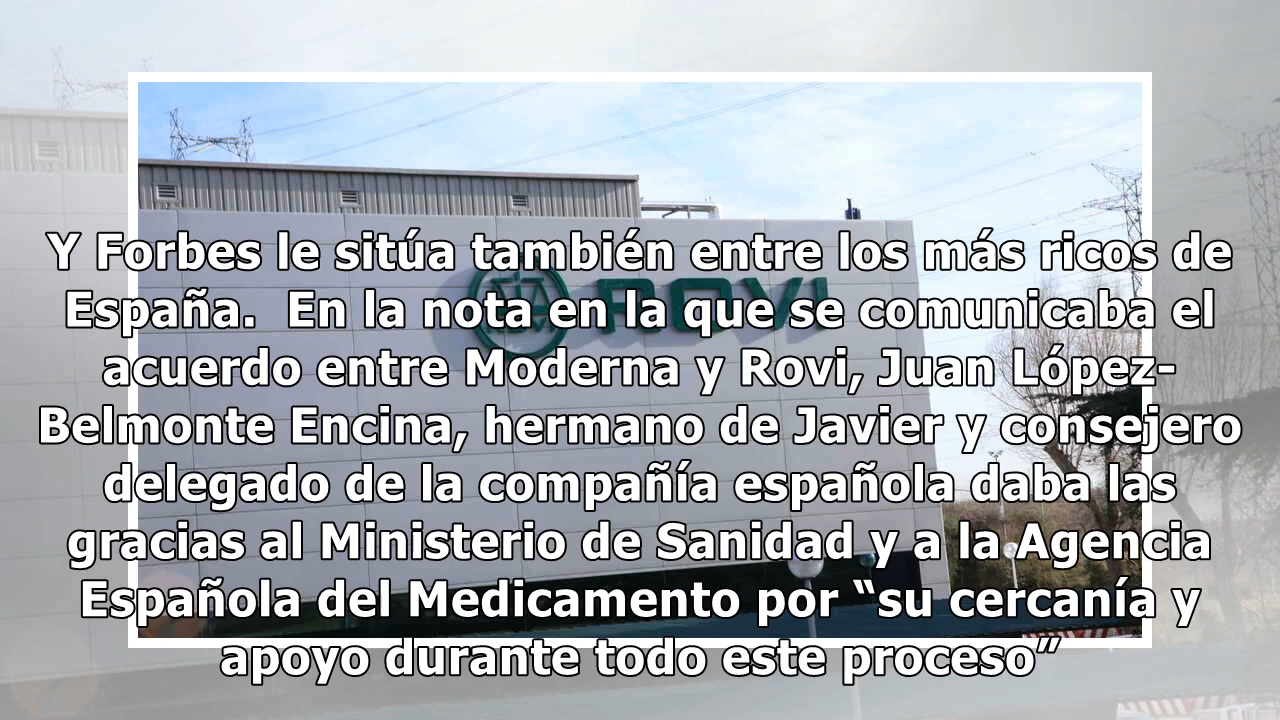 Y Forbes le sitúa también entre los más ricos de
España.  En la nota en la que se comunicaba el
acuerdo entre Moderna y Rovi, Juan López-
Belmonte Encina, hermano de Javier y consejero
delegado de la compañía española daba las
gracias al Ministerio de Sanidad y a la Agencia
Española del Medicamento por “su cercanía y
apoyo durante todo este proceso”
ROVI